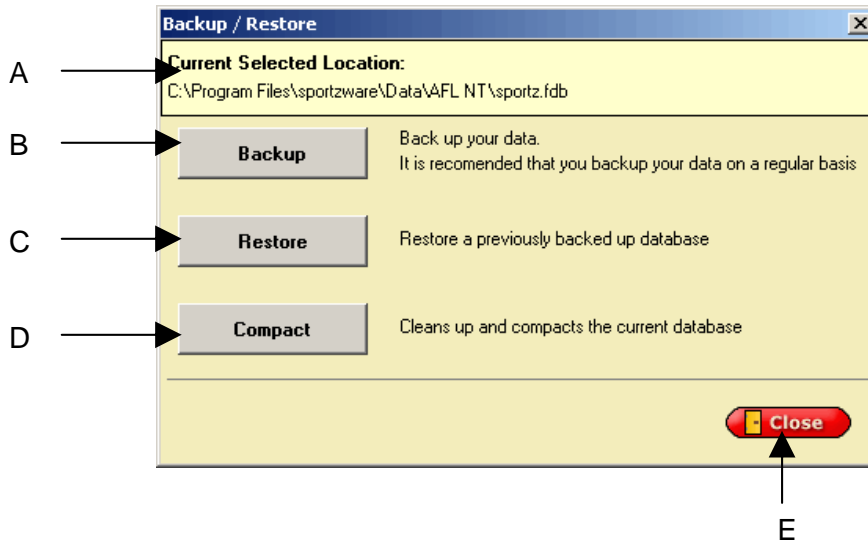 Backup / Restore
A
Current Selected Location:
C:\Program Files\sportzware\Data\AFL NT\sportz.fdb
B
Backup
Back up your data.
It is recomended that you backup your data on a regular basis
C
Restore
Restore a previously backed up database
D
Compact
Cleans up and compacts the current database
Close
E